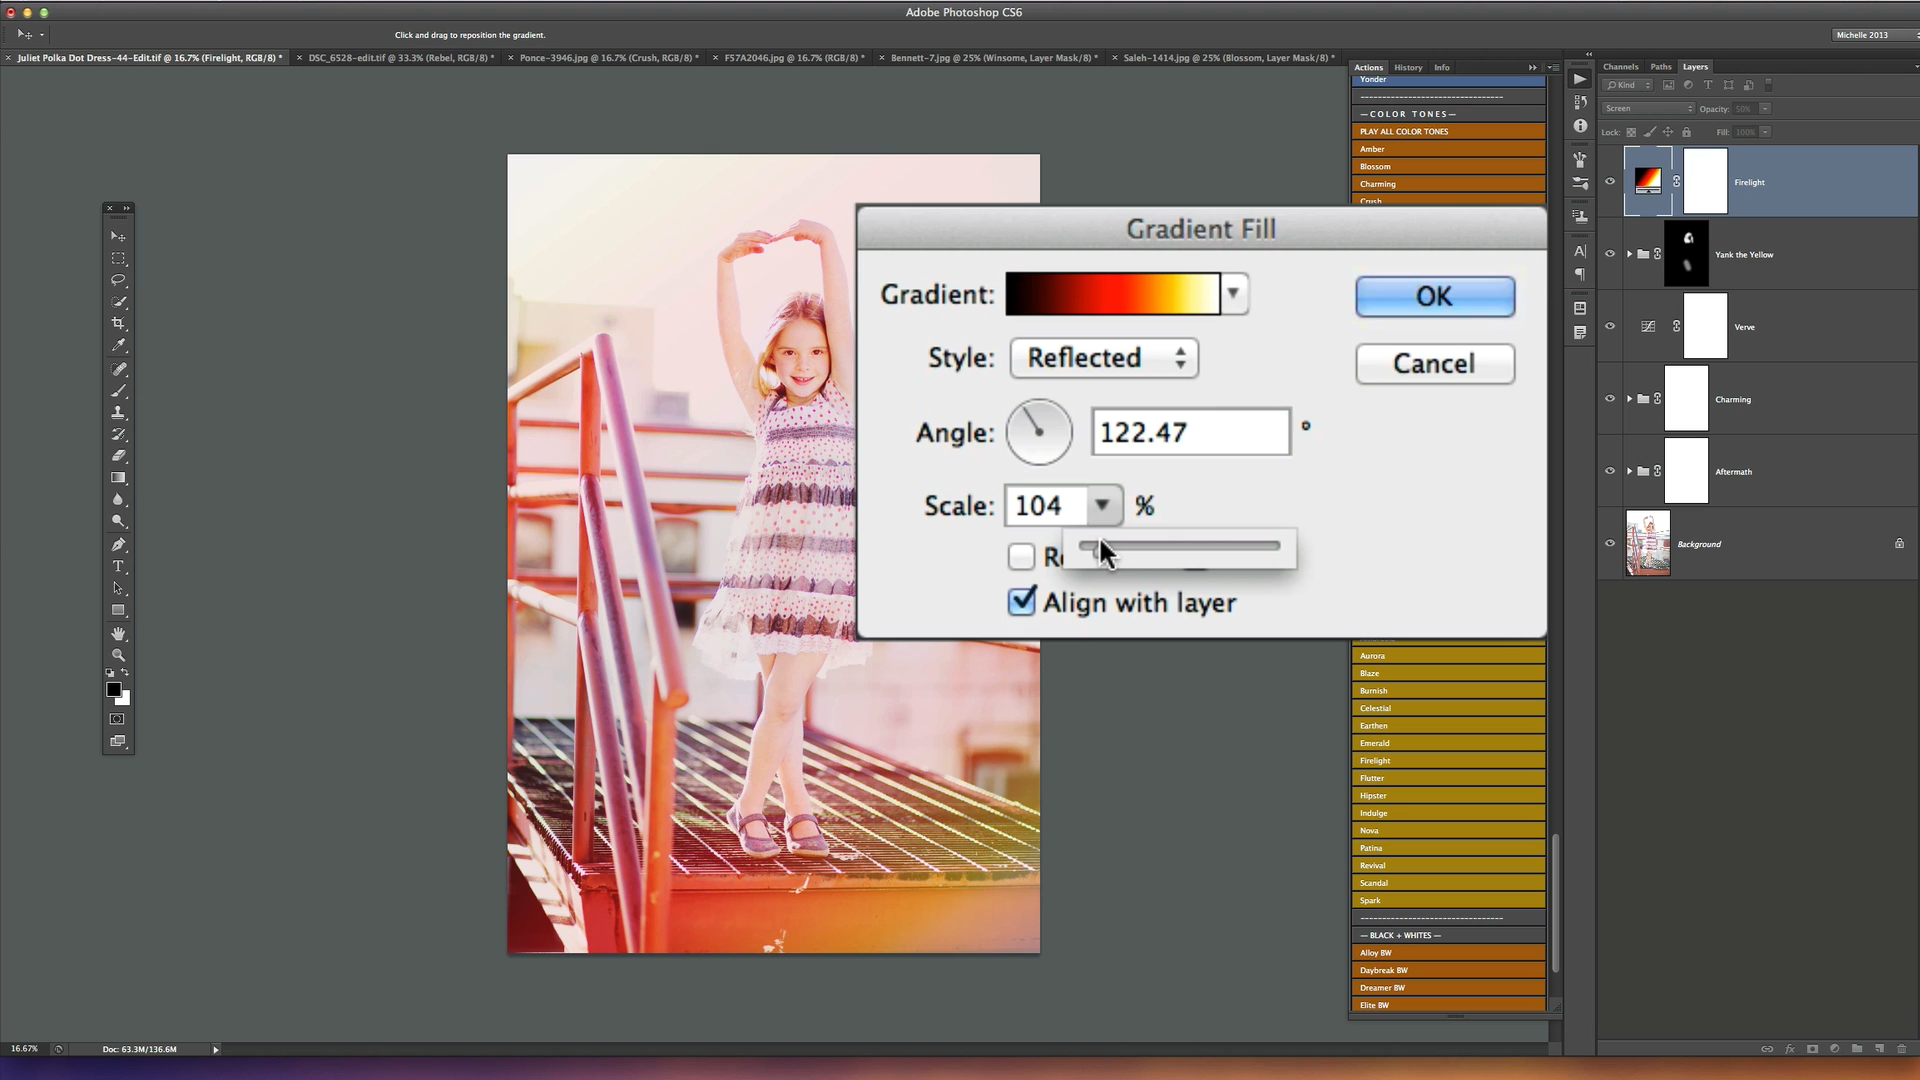 Adobe Photoshop CS6
Click and drag to reposition the gradient.
Michelle 2013
Juliet Polka Dot Dress-44-Edit.tif @ 16.7% (Firelight, RGB/8) *
DSC_6528-edit.tif @ 33.3% (Rebel, RGB/8) *
Ponce-3946.jpg @ 16.7% (Crush, RGB/8) *
F57A2046.jpg @ 16.7% (RGB/8) *
Bennett-7.jpg @ 25% (Winsome, Layer Mask/8) *
Saleh-1414.jpg @ 25% (Blossom, Layer Mask/8) *
Actions
History
Info
Yonder
—COLOR TONES—
PLAY ALL COLOR TONES
Amber
Blossom
Charming
Crush
Gradient Fill
Gradient:
OK
Style:
Reflected
Cancel
Angle:
122.47 °
Scale:
104
%
Align with layer
Aurora
Blaze
Burnish
Celestial
Earthen
Emerald
Firelight
Flutter
Hipster
Indulge
Nova
Patina
Revival
Scandal
Spark
— BLACK + WHITES —
Alloy BW
Daybreak BW
Dreamer BW
Elite BW
Channels
Paths
Layers
Kind
Screen
Opacity: 50%
Lock:
Fill: 100%
Firelight
Yank the Yellow
Verve
Charming
Aftermath
Background
16.67%
Doc: 63.3M/136.6M